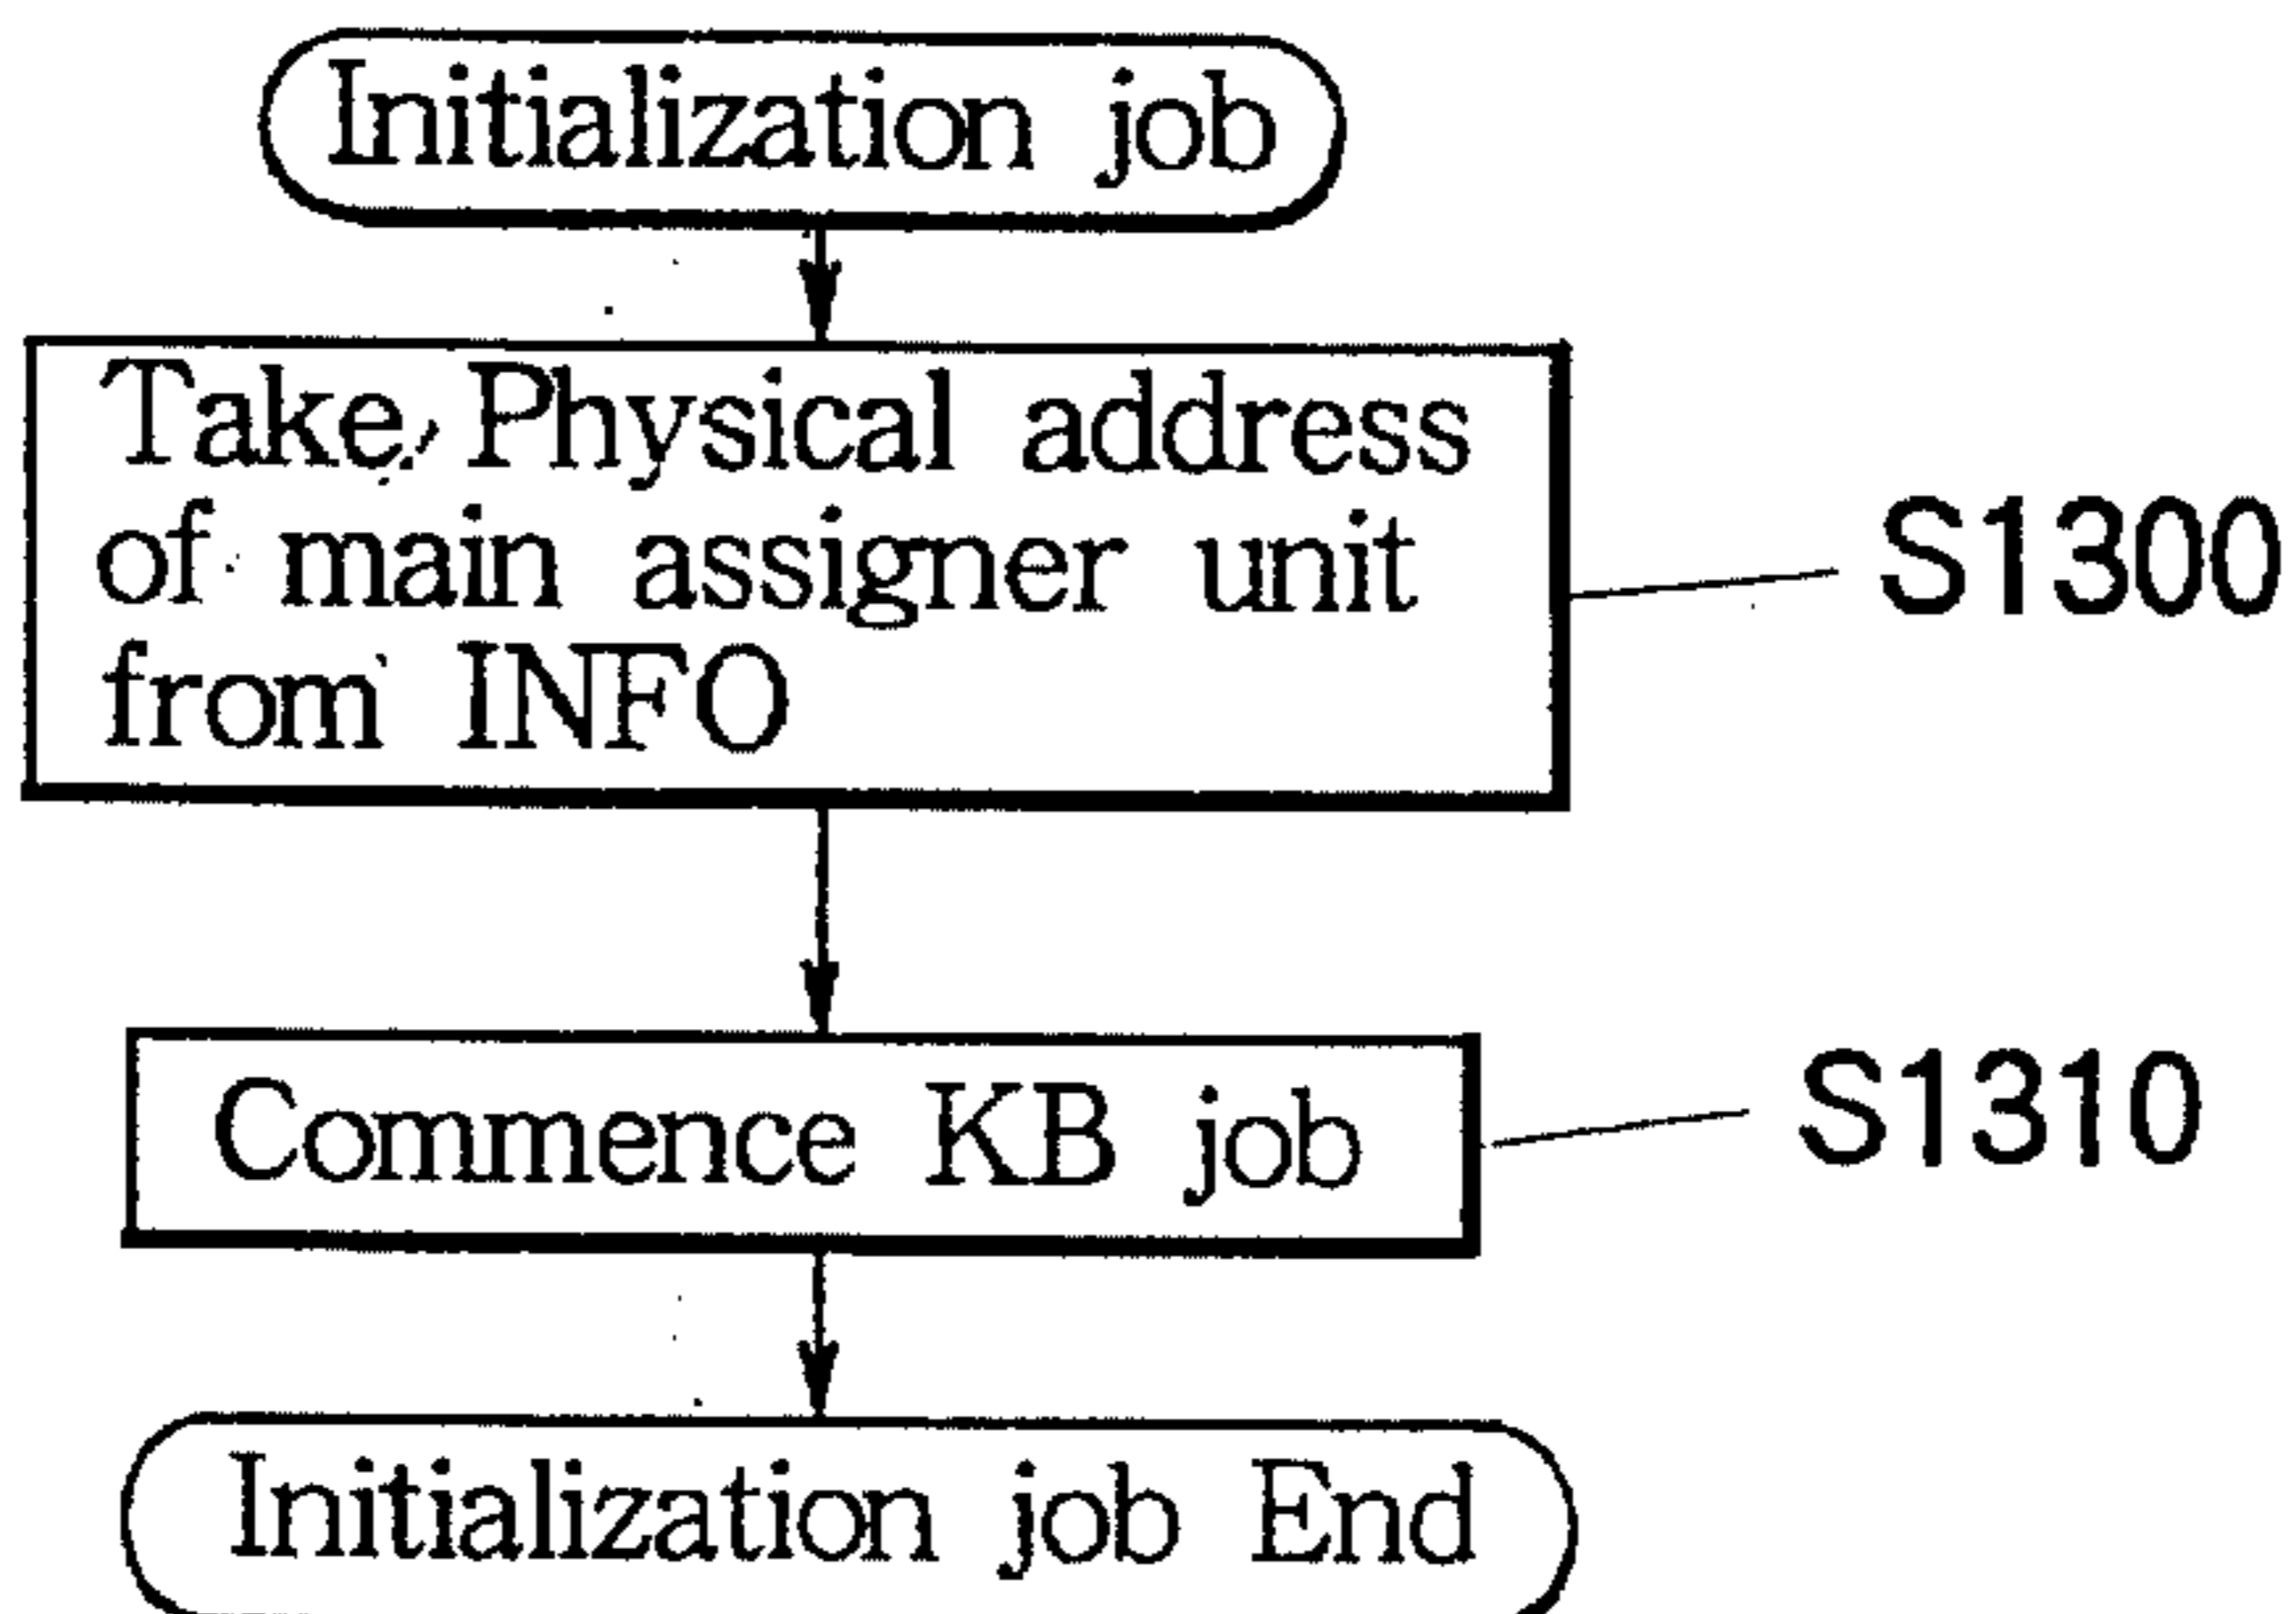 Initialization job
Take Physical address
of main assigner unit
from INFO
S1300
Commence KB job
S1310
Initialization job End